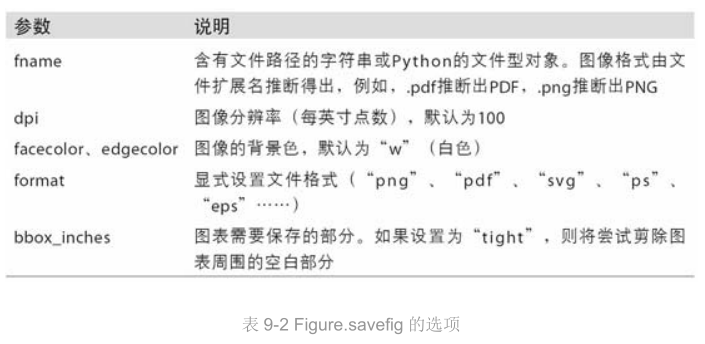 参数 说明
fname 含有文件路径的字符串或Python的文件型对象。图像格式由文
件扩展名推断得出，例如，.pdf推断出PDF，.png推断出PNG
dpi 图像分辨率（每英寸点数），默认为100
facecolor、edgecolor 图像的背景色，默认为“w”（白色）
format 显式设置文件格式（“png”、“pdf”、“svg”、“ps”、
“eps”……）
bbox_inches 图表需要保存的部分。如果设置为“tight”，则将尝试剪除图
表周围的空白部分
表 9-2 Figure.savefig 的选项